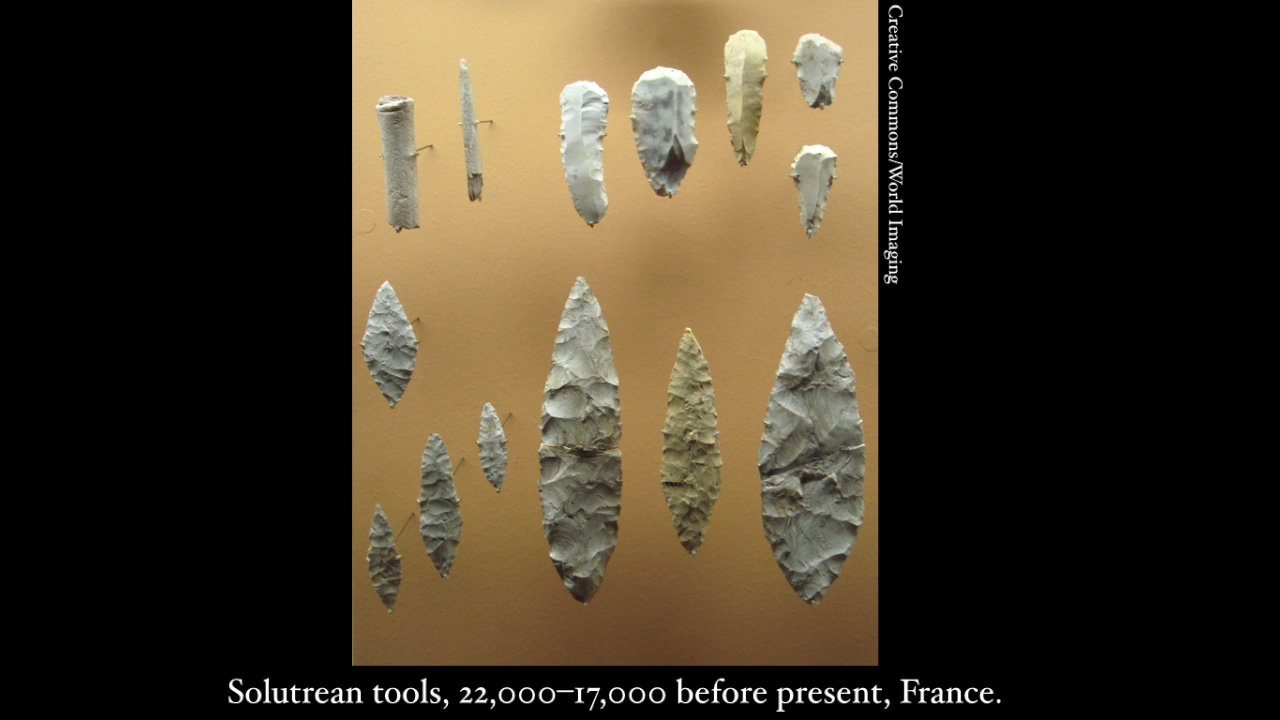 Creative Commons/World Imaging
Solutrean tools, 22,000–17,000 before present, France.